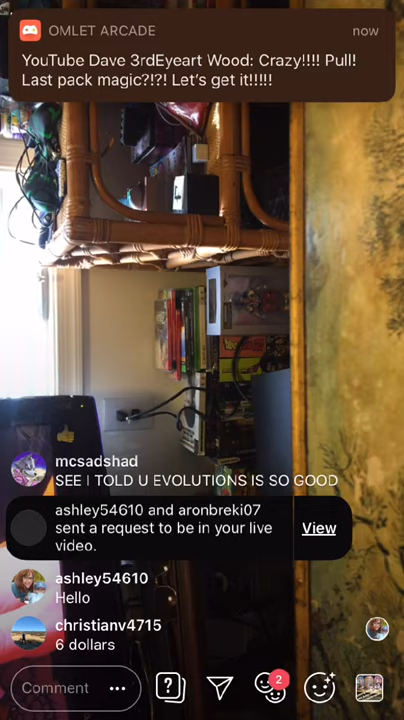 OMLET ARCADE
now
YouTube Dave 3rdEyeart Wood: Crazy!!!! Pull!
Last pack magic?!?! Let's get it!!!!!
mcsadshad
SEE I TOLD U EVOLUTIONS IS SO GOOD
ashley54610 and aronbreki07
sent a request to be in your live
video.
View
ashley54610
Hello
christianv4715
6 dollars
Comment
2